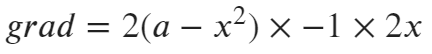 grad = 2(a − x²) × −1 × 2x